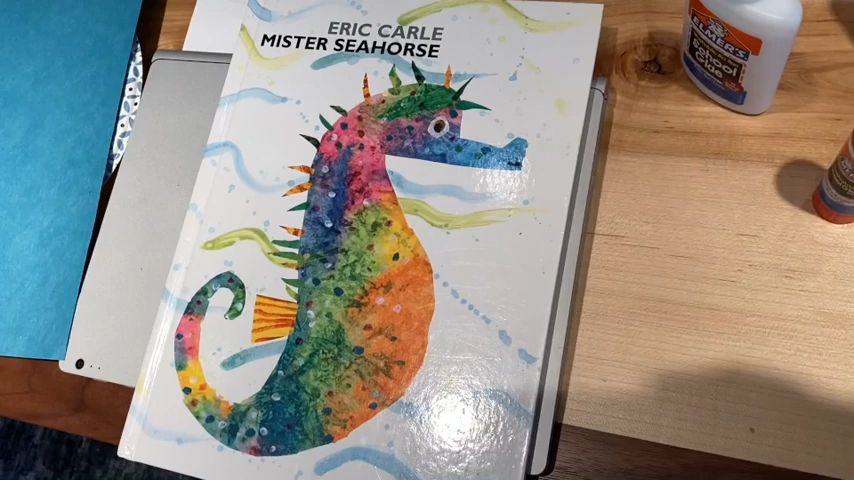 ERIC CARLE
MISTER SEAHORSE
ELMER'S
School
Glue